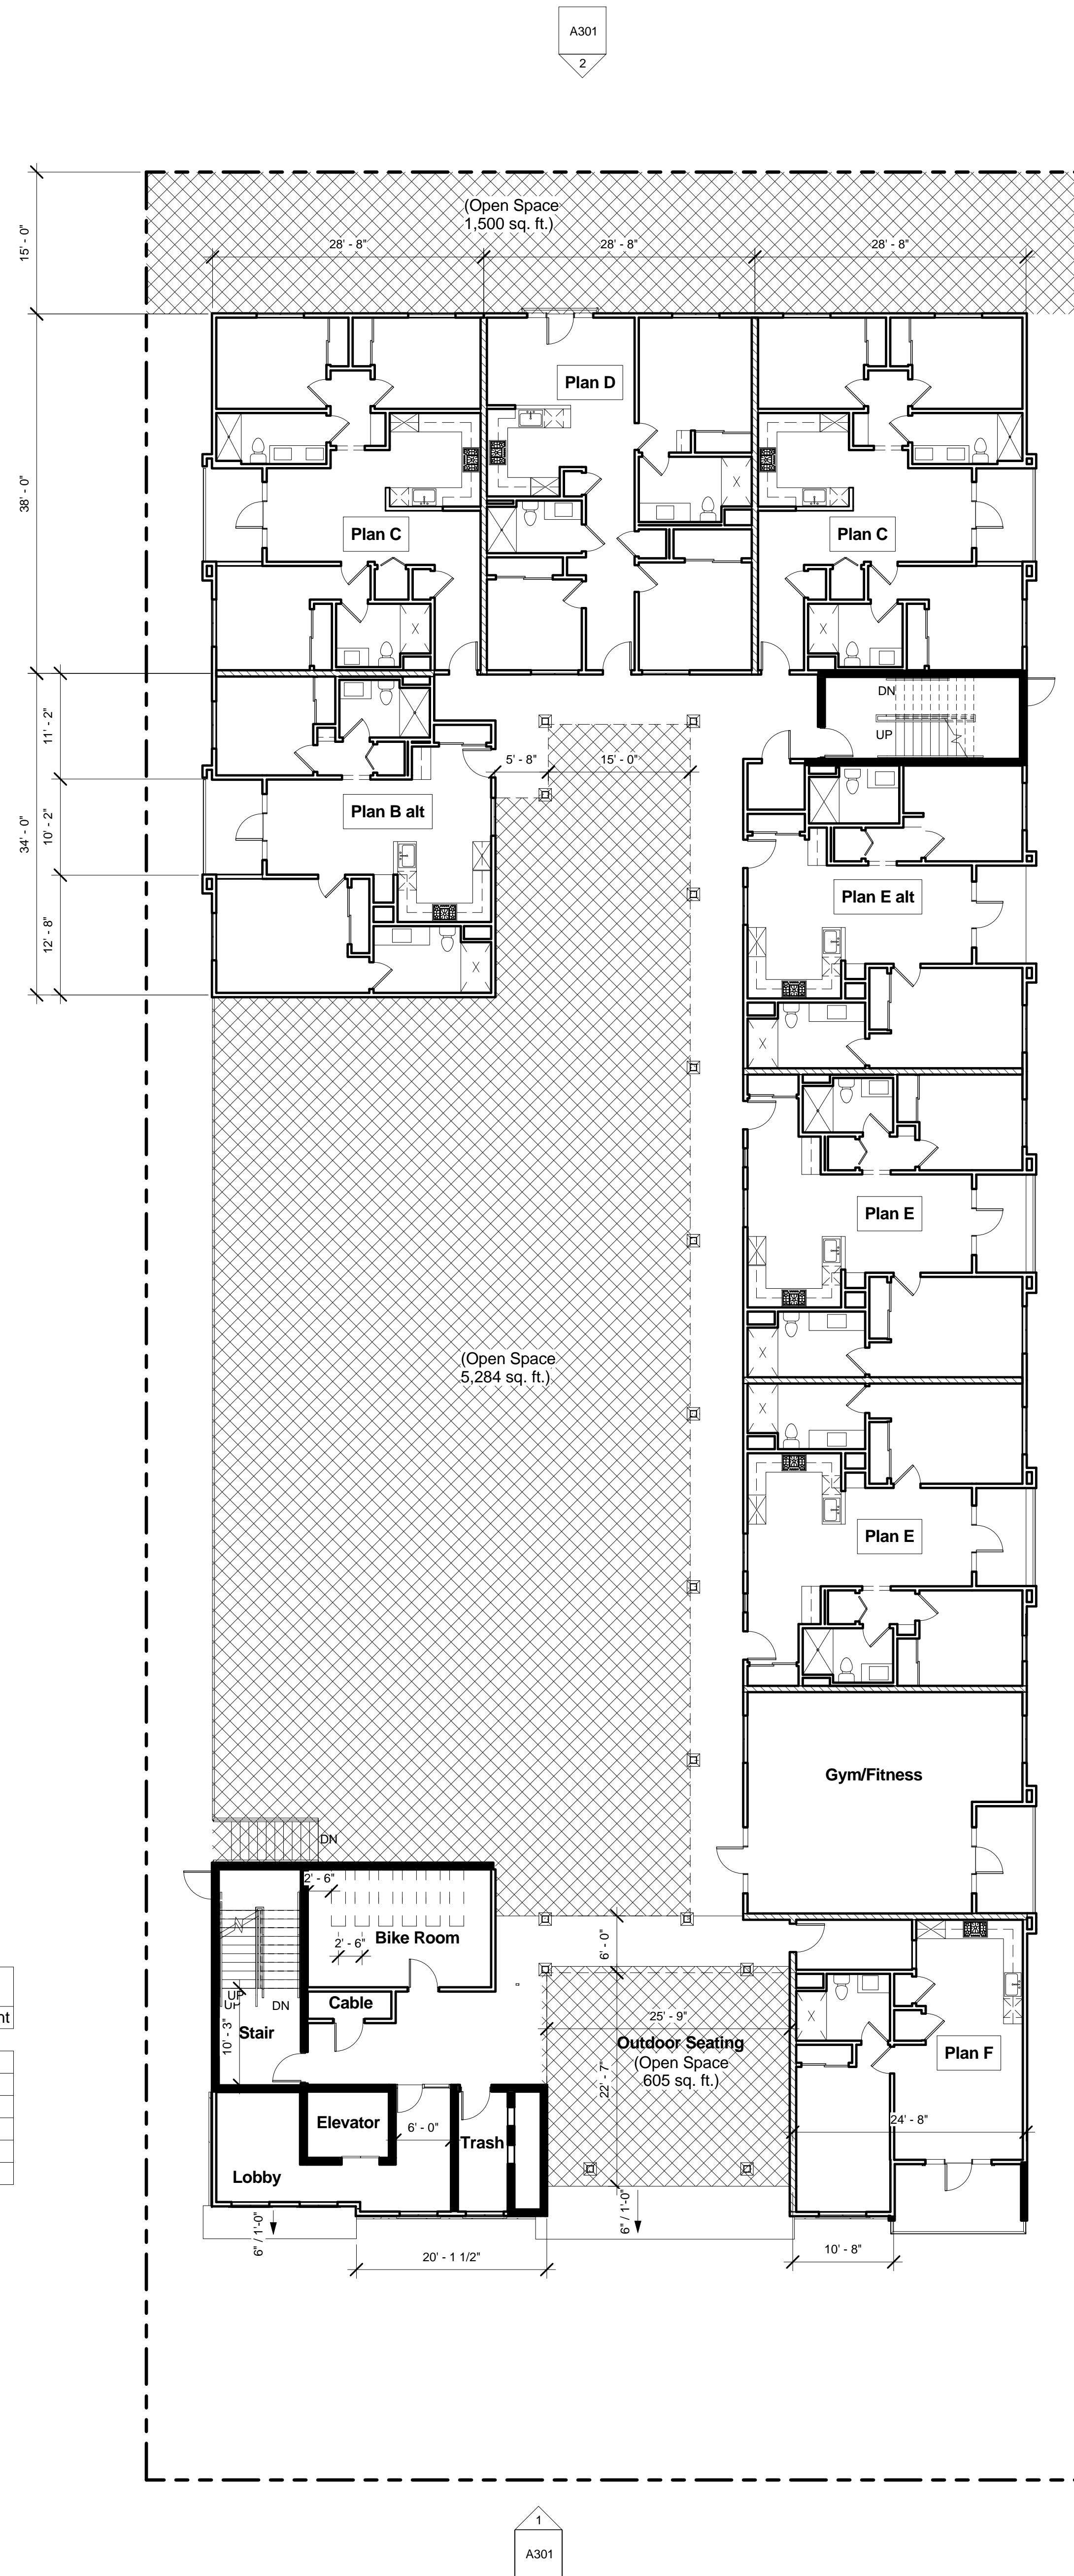 A301
2
(Open Space
1,500 sq. ft.)
28' - 8"
28' - 8"
28' - 8"
15' - 0"
38' - 0"
Plan D
Plan C
Plan C
DN
UP
11' - 2"
5' - 8"
15' - 0"
34' - 0"
10' - 2"
Plan B alt
12' - 8"
Plan E alt
Plan E
(Open Space
5,284 sq. ft.)
Plan E
Gym/Fitness
DN
2' - 6"
2' - 6"
Bike Room
6' - 0"
UP
UP
DN
Cable
nt
10' - 3"
Stair
25' - 9"
Outdoor Seating
(Open Space
605 sq. ft.)
22' - 7"
Plan F
Elevator
6' - 0"
Trash
24' - 8"
Lobby
6" / 1'-0"
6" / 1'-0"
20' - 1 1/2"
10' - 8"
1
A301